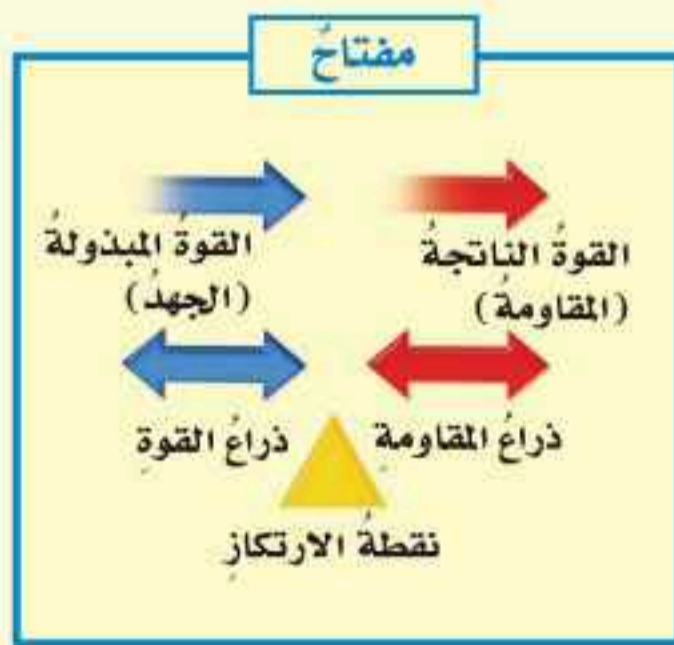 مفتاحُ
القوةُ الناتجةُ
(المقاومةُ)
القوةُ المبذولةُ
(الجهدُ)
ذراعُ المقاومةِ
ذراعُ القوةِ
نقطةُ الارتكازِ